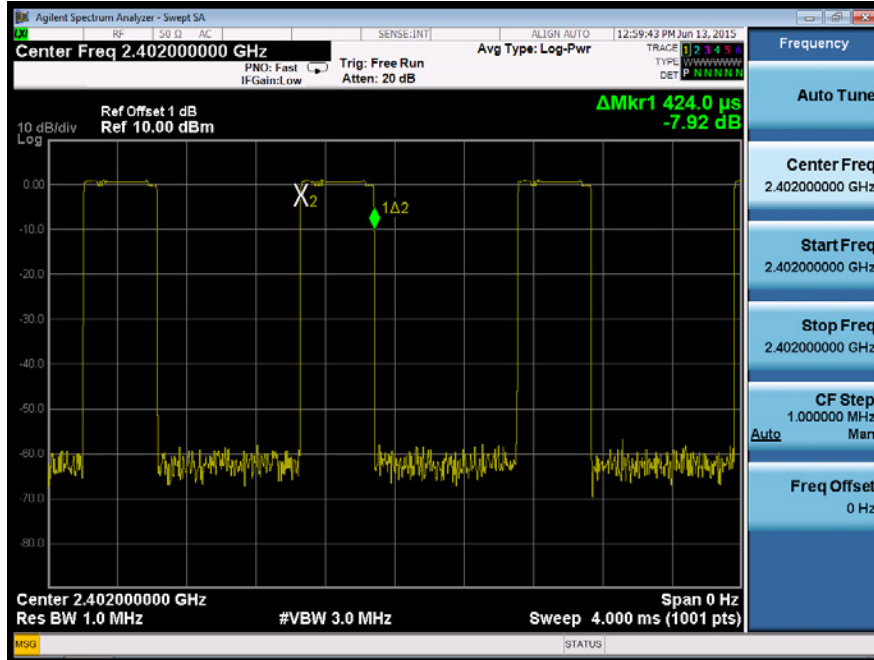 Agilent Spectrum Analyzer - Swept SA
RF 50 Ω AC SENSE:INT ALIGN AUTO 12:59:43 PM Jun 13, 2015
Center Freq 2.402000000 GHz
PNO: Fast
IFGain:Low
Trig: Free Run
Atten: 20 dB
Avg Type: Log-Pwr
TRACE 1 2 3 4 5 6
TYPE WWWWWW
DET P N N N N N
Ref Offset 1 dB
10 dB/div Ref 10.00 dBm
Log
ΔMkr1 424.0 µs
-7.92 dB
0.00
-10.0
-20.0
-30.0
-40.0
-50.0
-60.0
-70.0
-80.0
X2
1Δ2
Center 2.402000000 GHz
Res BW 1.0 MHz
#VBW 3.0 MHz
Span 0 Hz
Sweep 4.000 ms (1001 pts)
MSG
STATUS
Frequency
Auto Tune
Center Freq
2.402000000 GHz
Start Freq
2.402000000 GHz
Stop Freq
2.402000000 GHz
CF Step
1.000000 MHz
Auto Man
Freq Offset
0 Hz